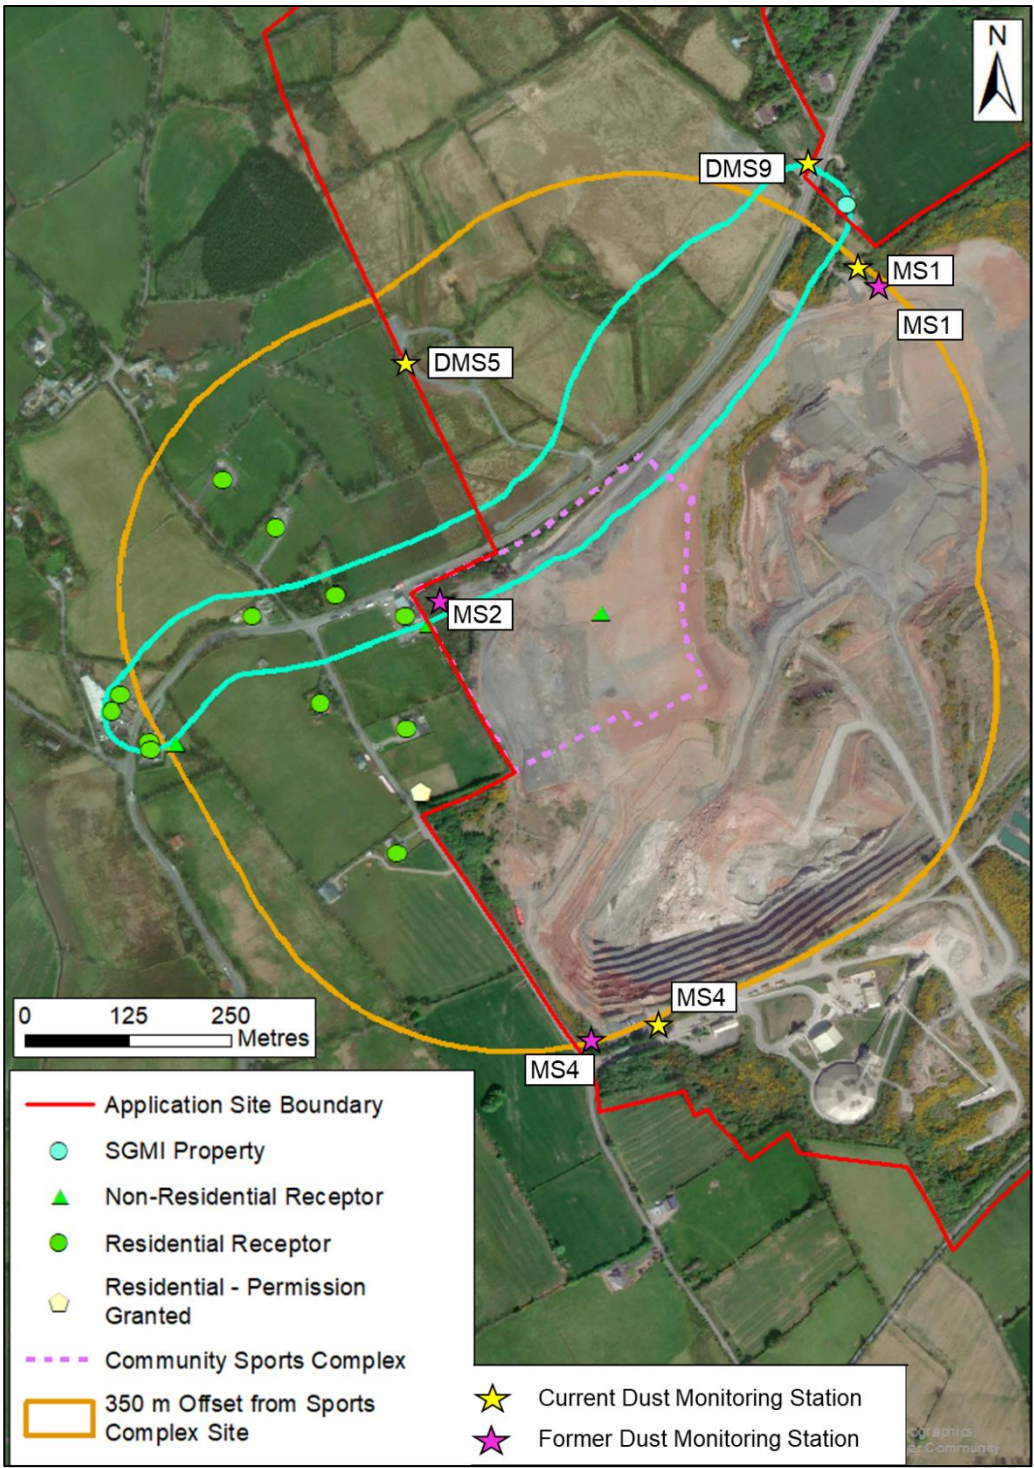 N
DMS9
MS1
MS1
DMS5
MS2
MS4
MS4
0 125 250
Metres
Application Site Boundary
SGMI Property
Non-Residential Receptor
Residential Receptor
Residential - Permission
Granted
Community Sports Complex
350 m Offset from Sports
Complex Site
Current Dust Monitoring Station
Former Dust Monitoring Station
Community